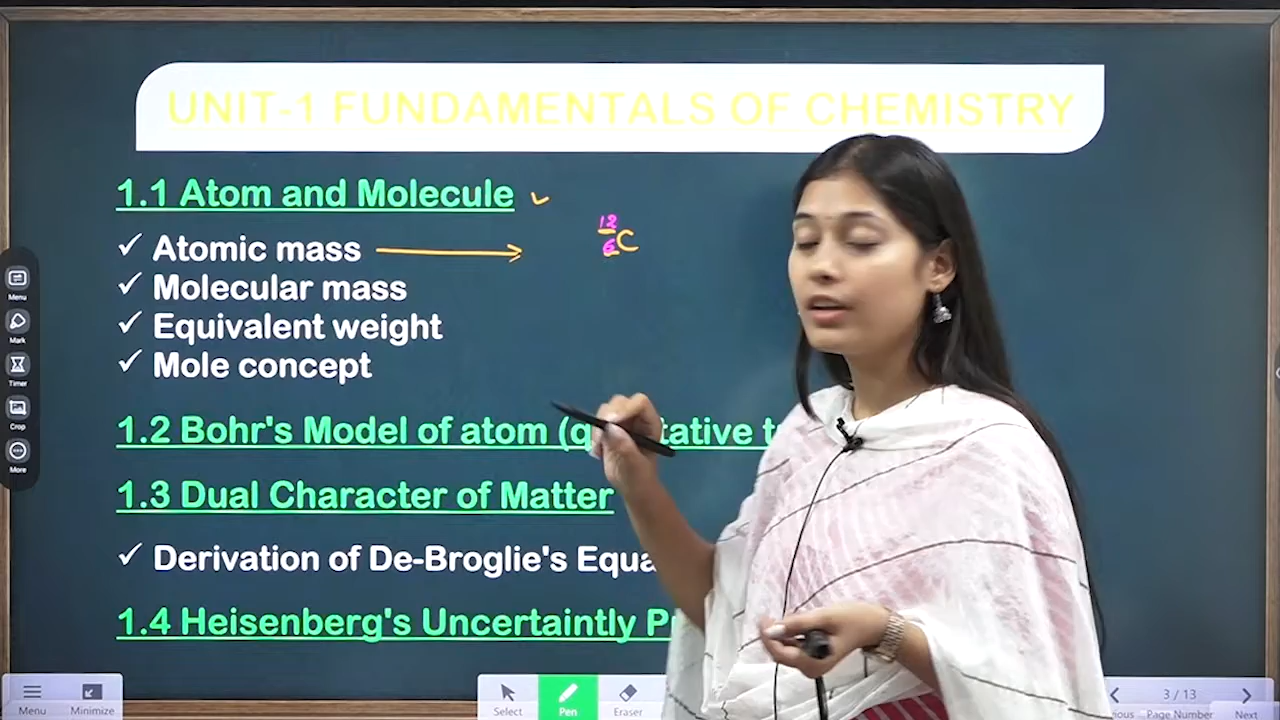 UNIT-1 FUNDAMENTALS OF CHEMISTRY
1.1 Atom and Molecule
12
6 C
✓ Atomic mass
✓ Molecular mass
✓ Equivalent weight
✓ Mole concept
1.2 Bohr's Model of atom
1.3 Dual Character of Matter
✓ Derivation of De-Broglie's
1.4 Heisenberg's Uncertaintly
Menu
Mark
Timer
Crop
More
Menu Minimize Select Pen Eraser
3 / 13
Page Number Next